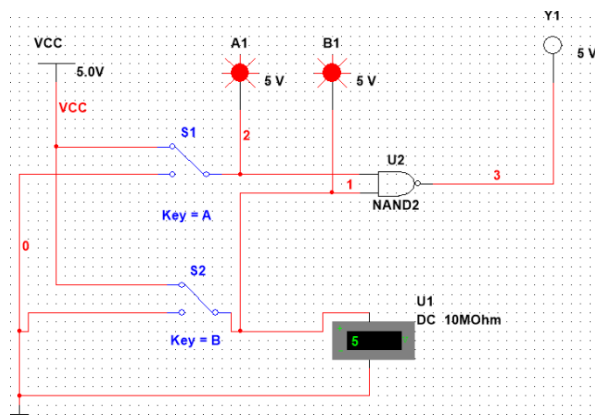 Y1
VCC
A1
B1
5.0V
5 V
5 V
5 V
VCC
S1
2
U2
1
3
NAND2
Key = A
0
S2
U1
DC 10MOhm
Key = B
5